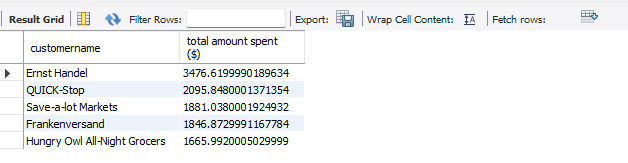 Result Grid Filter Rows: Export: Wrap Cell Content: IA Fetch rows:
customername total amount spent
($)
Ernst Handel 3476.6199990189634
QUICK-Stop 2095.8480001371354
Save-a-lot Markets 1881.0380001924932
Frankenversand 1846.8729991167784
Hungry Owl All-Night Grocers 1665.9920005029999